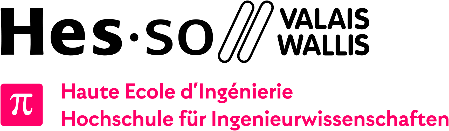 Hes·so VALAIS
WALLIS
π Haute Ecole d'Ingénierie
Hochschule für Ingenieurwissenschaften